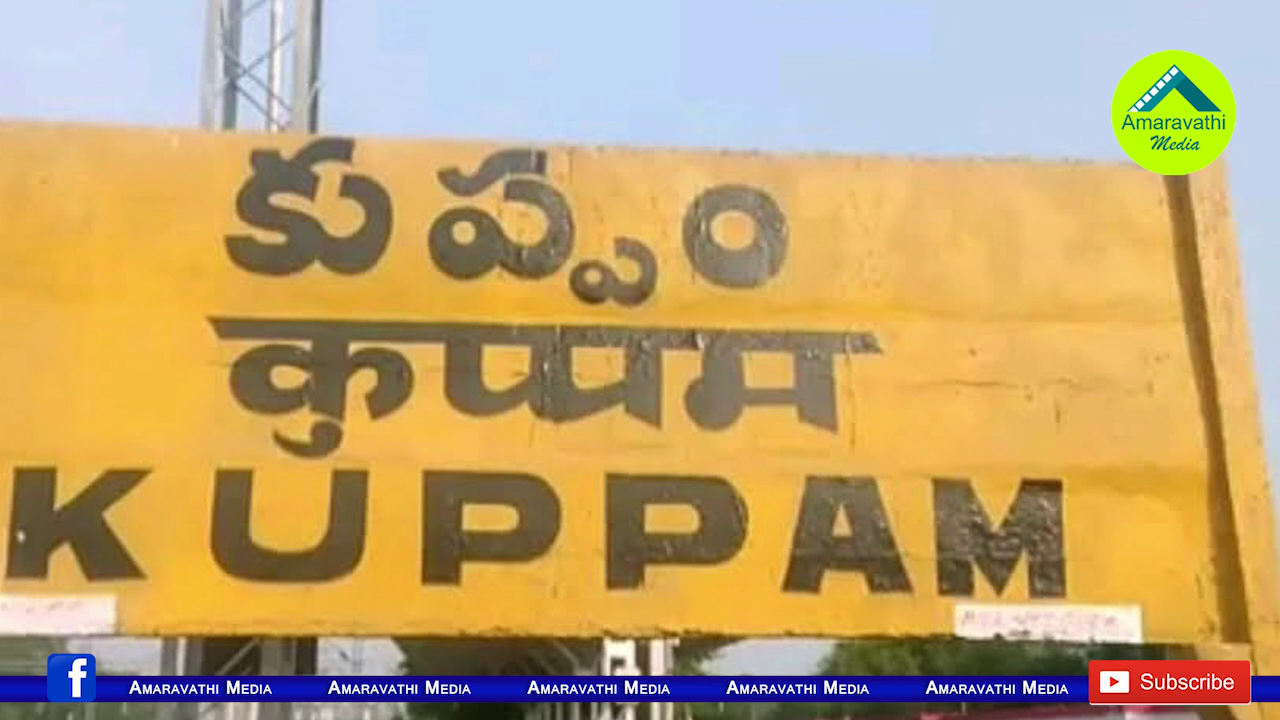 Amaravathi
Media
కుప్పం
कुप्पम
KUPPAM
f AMARAVATHI MEDIA AMARAVATHI MEDIA AMARAVATHI MEDIA AMARAVATHI MEDIA AMARAVATHI MEDIA Subscribe